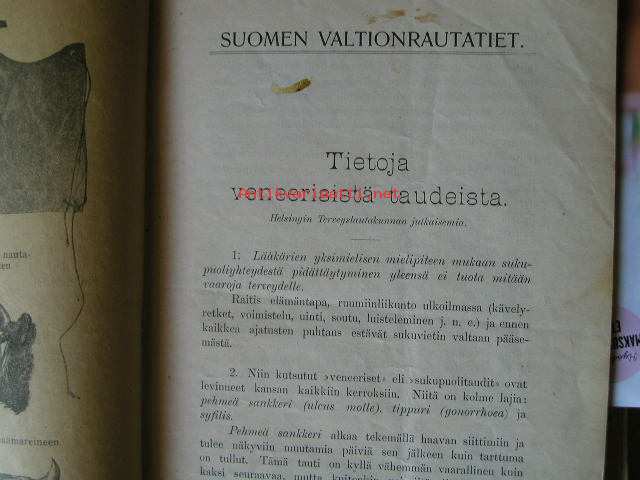 SUOMEN VALTIONRAUTATIET.
Tietoja
veneerisistä taudeista.
Helsingin Terveyslautakunnan julkaisemia.
1. Lääkärien yksimielisen mielipiteen mukaan suku-
puoliyhteydestä pidättäytyminen yleensä ei tuota mitään
vaaroja terveydelle.
Raitis elämäntapa, ruumiinliikunto ulkoilmassa (kävely-
retket, voimistelu, uinti, soutu, luisteleminen j. n. e.) ja ennen
kaikkea ajatusten puhtaus estävät sukuvietin valtaan pääse-
mästä.
2. Niin kutsutut »veneeriset» eli »sukupuolitaudit» ovat
levinneet kansan kaikkiin kerroksiin. Niitä on kolme lajia:
pehmeä sankkeri (ulcus molle), tippuri (gonorrhoea) ja
syfilis.
Pehmeä sankkeri alkaa tekemällä haavan siittimiin ja
tulee näkyviin muutamia päiviä sen jälkeen kuin tarttuma
on tullut. Tämä tauti on kyllä vähemmän vaarallinen kuin
kaksi seuraavaa, mutta
nauta-